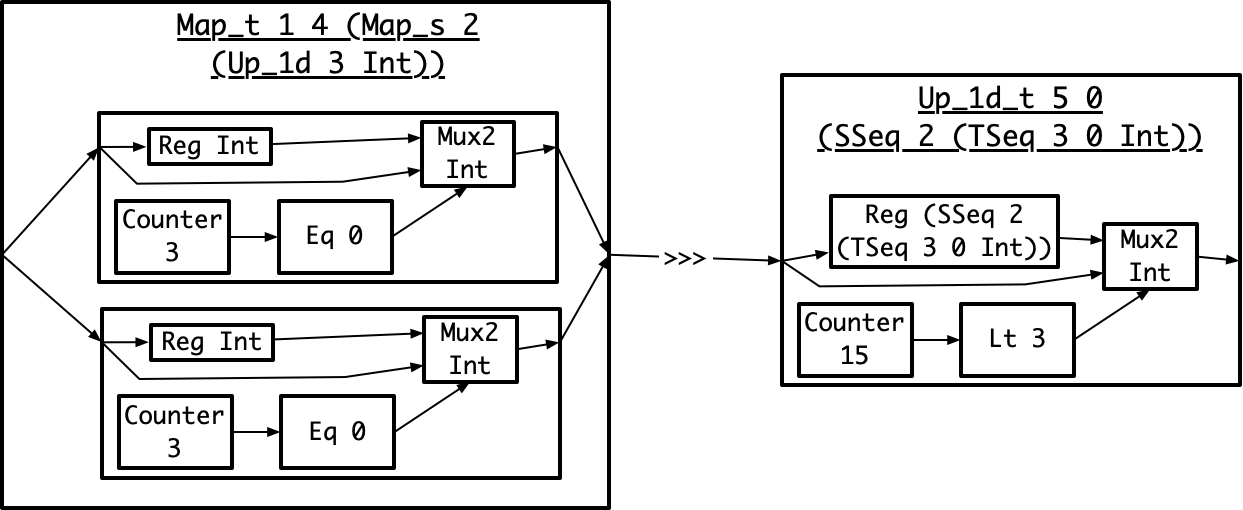 Map_t 1 4 (Map_s 2
(Up_1d 3 Int))
Reg Int
Mux2
Int
Counter
3
Eq 0
Reg Int
Mux2
Int
Counter
3
Eq 0
>>>
Up_1d_t 5 0
(SSeq 2 (TSeq 3 0 Int))
Reg (SSeq 2
(TSeq 3 0 Int))
Mux2
Int
Counter
15
Lt 3